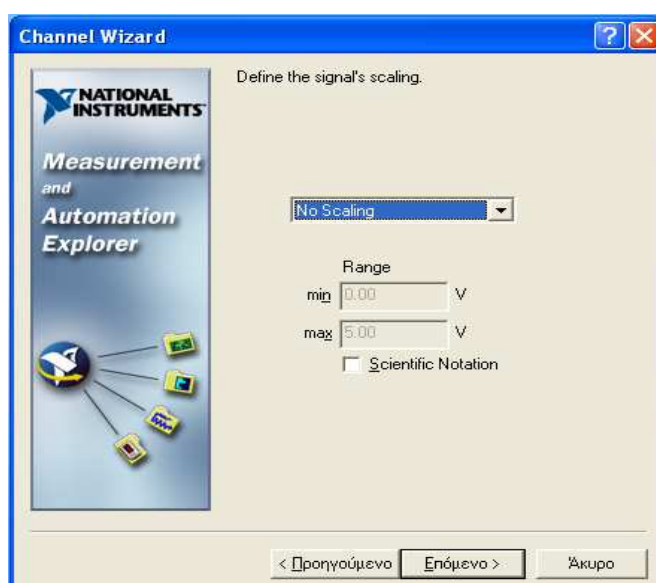 Channel Wizard
NATIONAL
INSTRUMENTS
Measurement
and
Automation
Explorer
Define the signal's scaling.
No Scaling
Range
min 0.00 V
max 5.00 V
Scientific Notation
< Προηγούμενο Επόμενο > Άκυρο